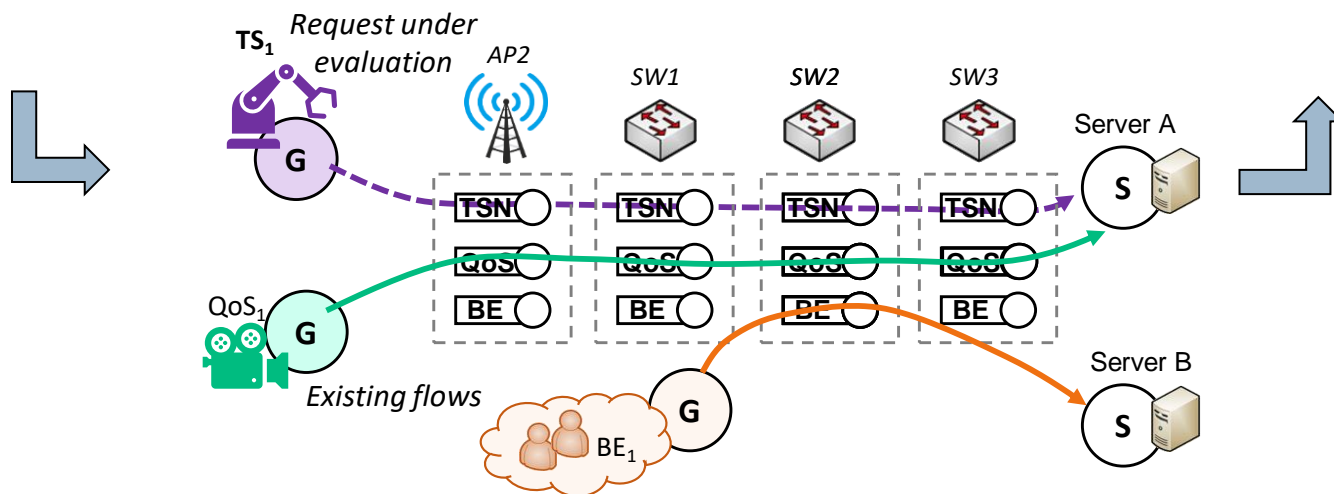 TS₁
Request under
evaluation
AP2
SW1
SW2
SW3
Server A
G
S
TSN
TSN
TSN
TSN
QoS
QoS
QoS
QoS
BE
BE
BE
BE
QoS₁
G
Existing flows
G
BE₁
Server B
S